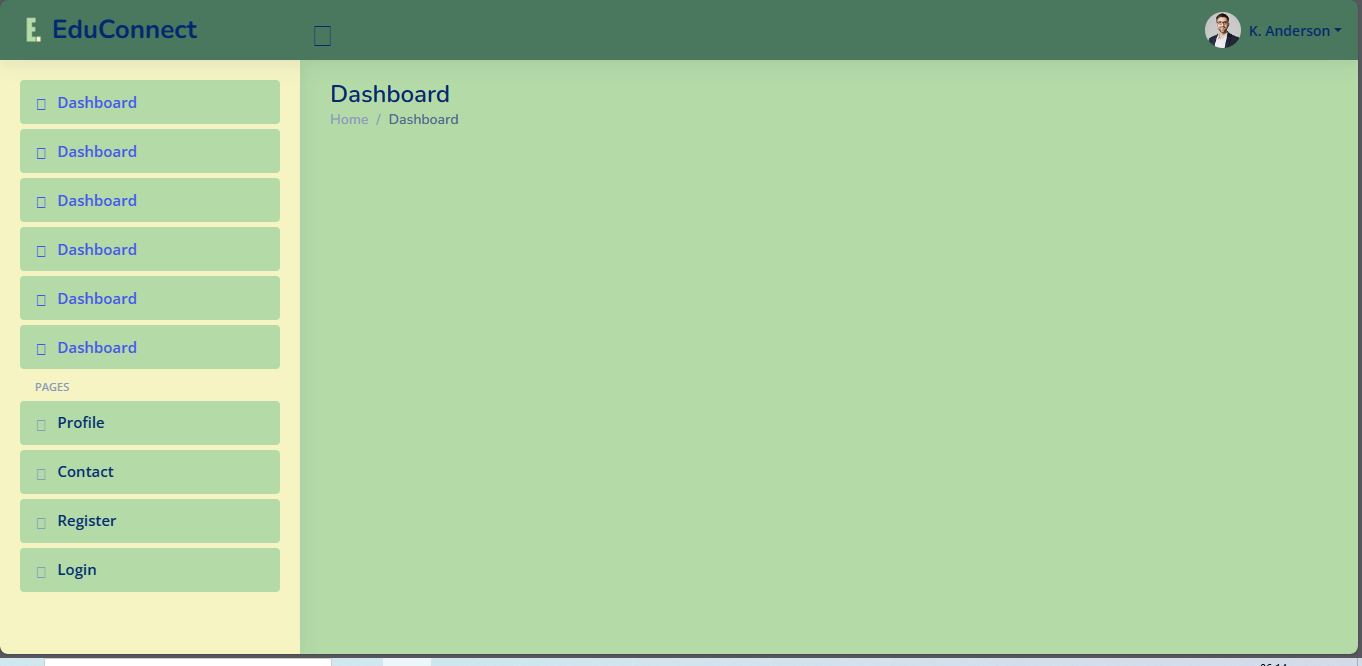 E. EduConnect
K. Anderson
Dashboard
Home / Dashboard
Dashboard
Dashboard
Dashboard
Dashboard
Dashboard
Dashboard
PAGES
Profile
Contact
Register
Login